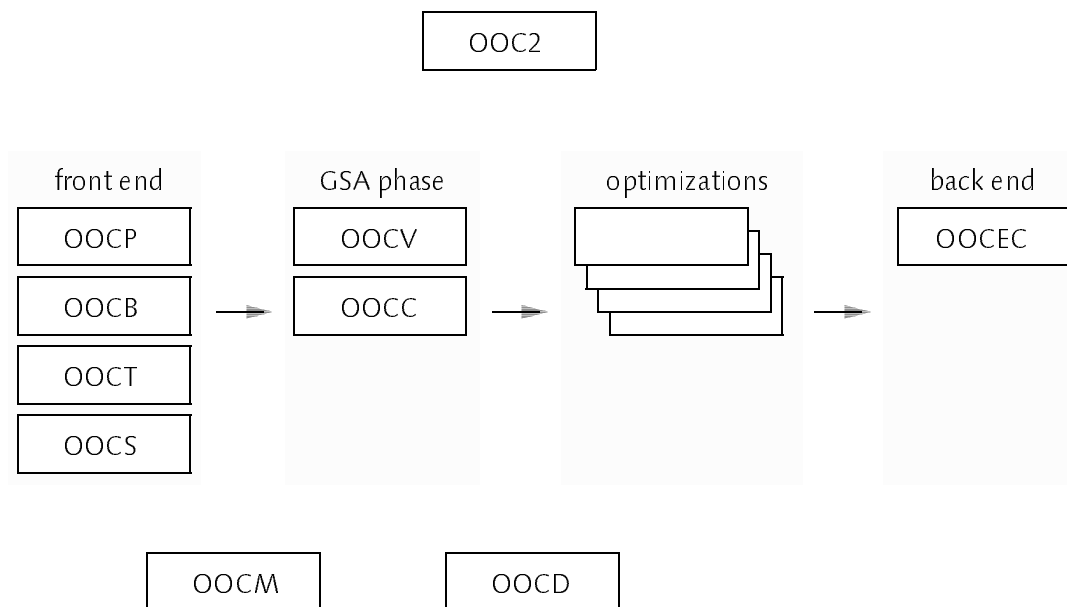 OOC2
front end
GSA phase
optimizations
back end
OOCP
OOCV
OOCEC
OOCB
OOCC
OOCT
OOCS
OOCM
OOCD